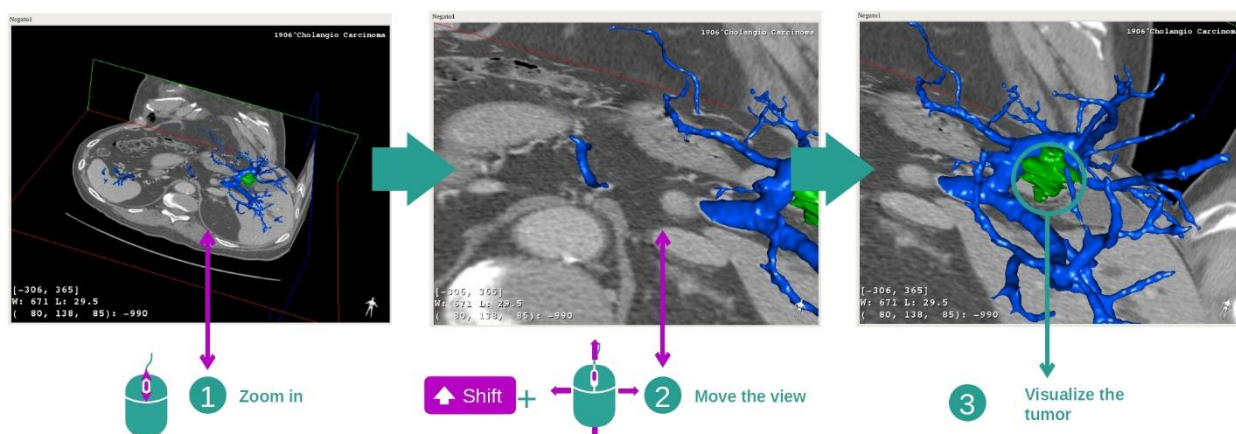 Negato1
1906^Cholangio Carcinoma
[-306, 365]
W: 671 L: 29.5
( 80, 138, 85): -990
Negato1
1906^Cholangio Carcinoma
[-306, 365]
W: 671 L: 29.5
( 80, 138, 85): -990
Negato1
1906^Cholangio Carcinoma
[-306, 365]
W: 671 L: 29.5
( 80, 138, 85): -990
1 Zoom in
Shift + 2 Move the view
3 Visualize the
tumor